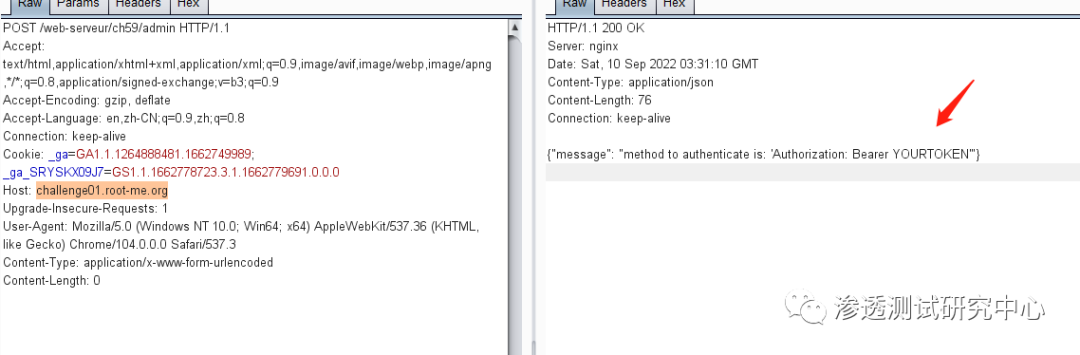 Raw Params Headers Hex
POST /web-serveur/ch59/admin HTTP/1.1
Accept:
text/html,application/xhtml+xml,application/xml;q=0.9,image/avif,image/webp,image/apng
,*/*;q=0.8,application/signed-exchange;v=b3;q=0.9
Accept-Encoding: gzip, deflate
Accept-Language: en,zh-CN;q=0.9,zh;q=0.8
Connection: keep-alive
Cookie: _ga=GA1.1.1264888481.1662749989;
_ga_SRYSKX09J7=GS1.1.1662778723.3.1.1662779691.0.0.0
Host: challenge01.root-me.org
Upgrade-Insecure-Requests: 1
User-Agent: Mozilla/5.0 (Windows NT 10.0; Win64; x64) AppleWebKit/537.36 (KHTML,
like Gecko) Chrome/104.0.0.0 Safari/537.3
Content-Type: application/x-www-form-urlencoded
Content-Length: 0
Raw Headers Hex
HTTP/1.1 200 OK
Server: nginx
Date: Sat, 10 Sep 2022 03:31:10 GMT
Content-Type: application/json
Content-Length: 76
Connection: keep-alive
{"message": "method to authenticate is: 'Authorization: Bearer YOURTOKEN'"}
渗透测试研究中心